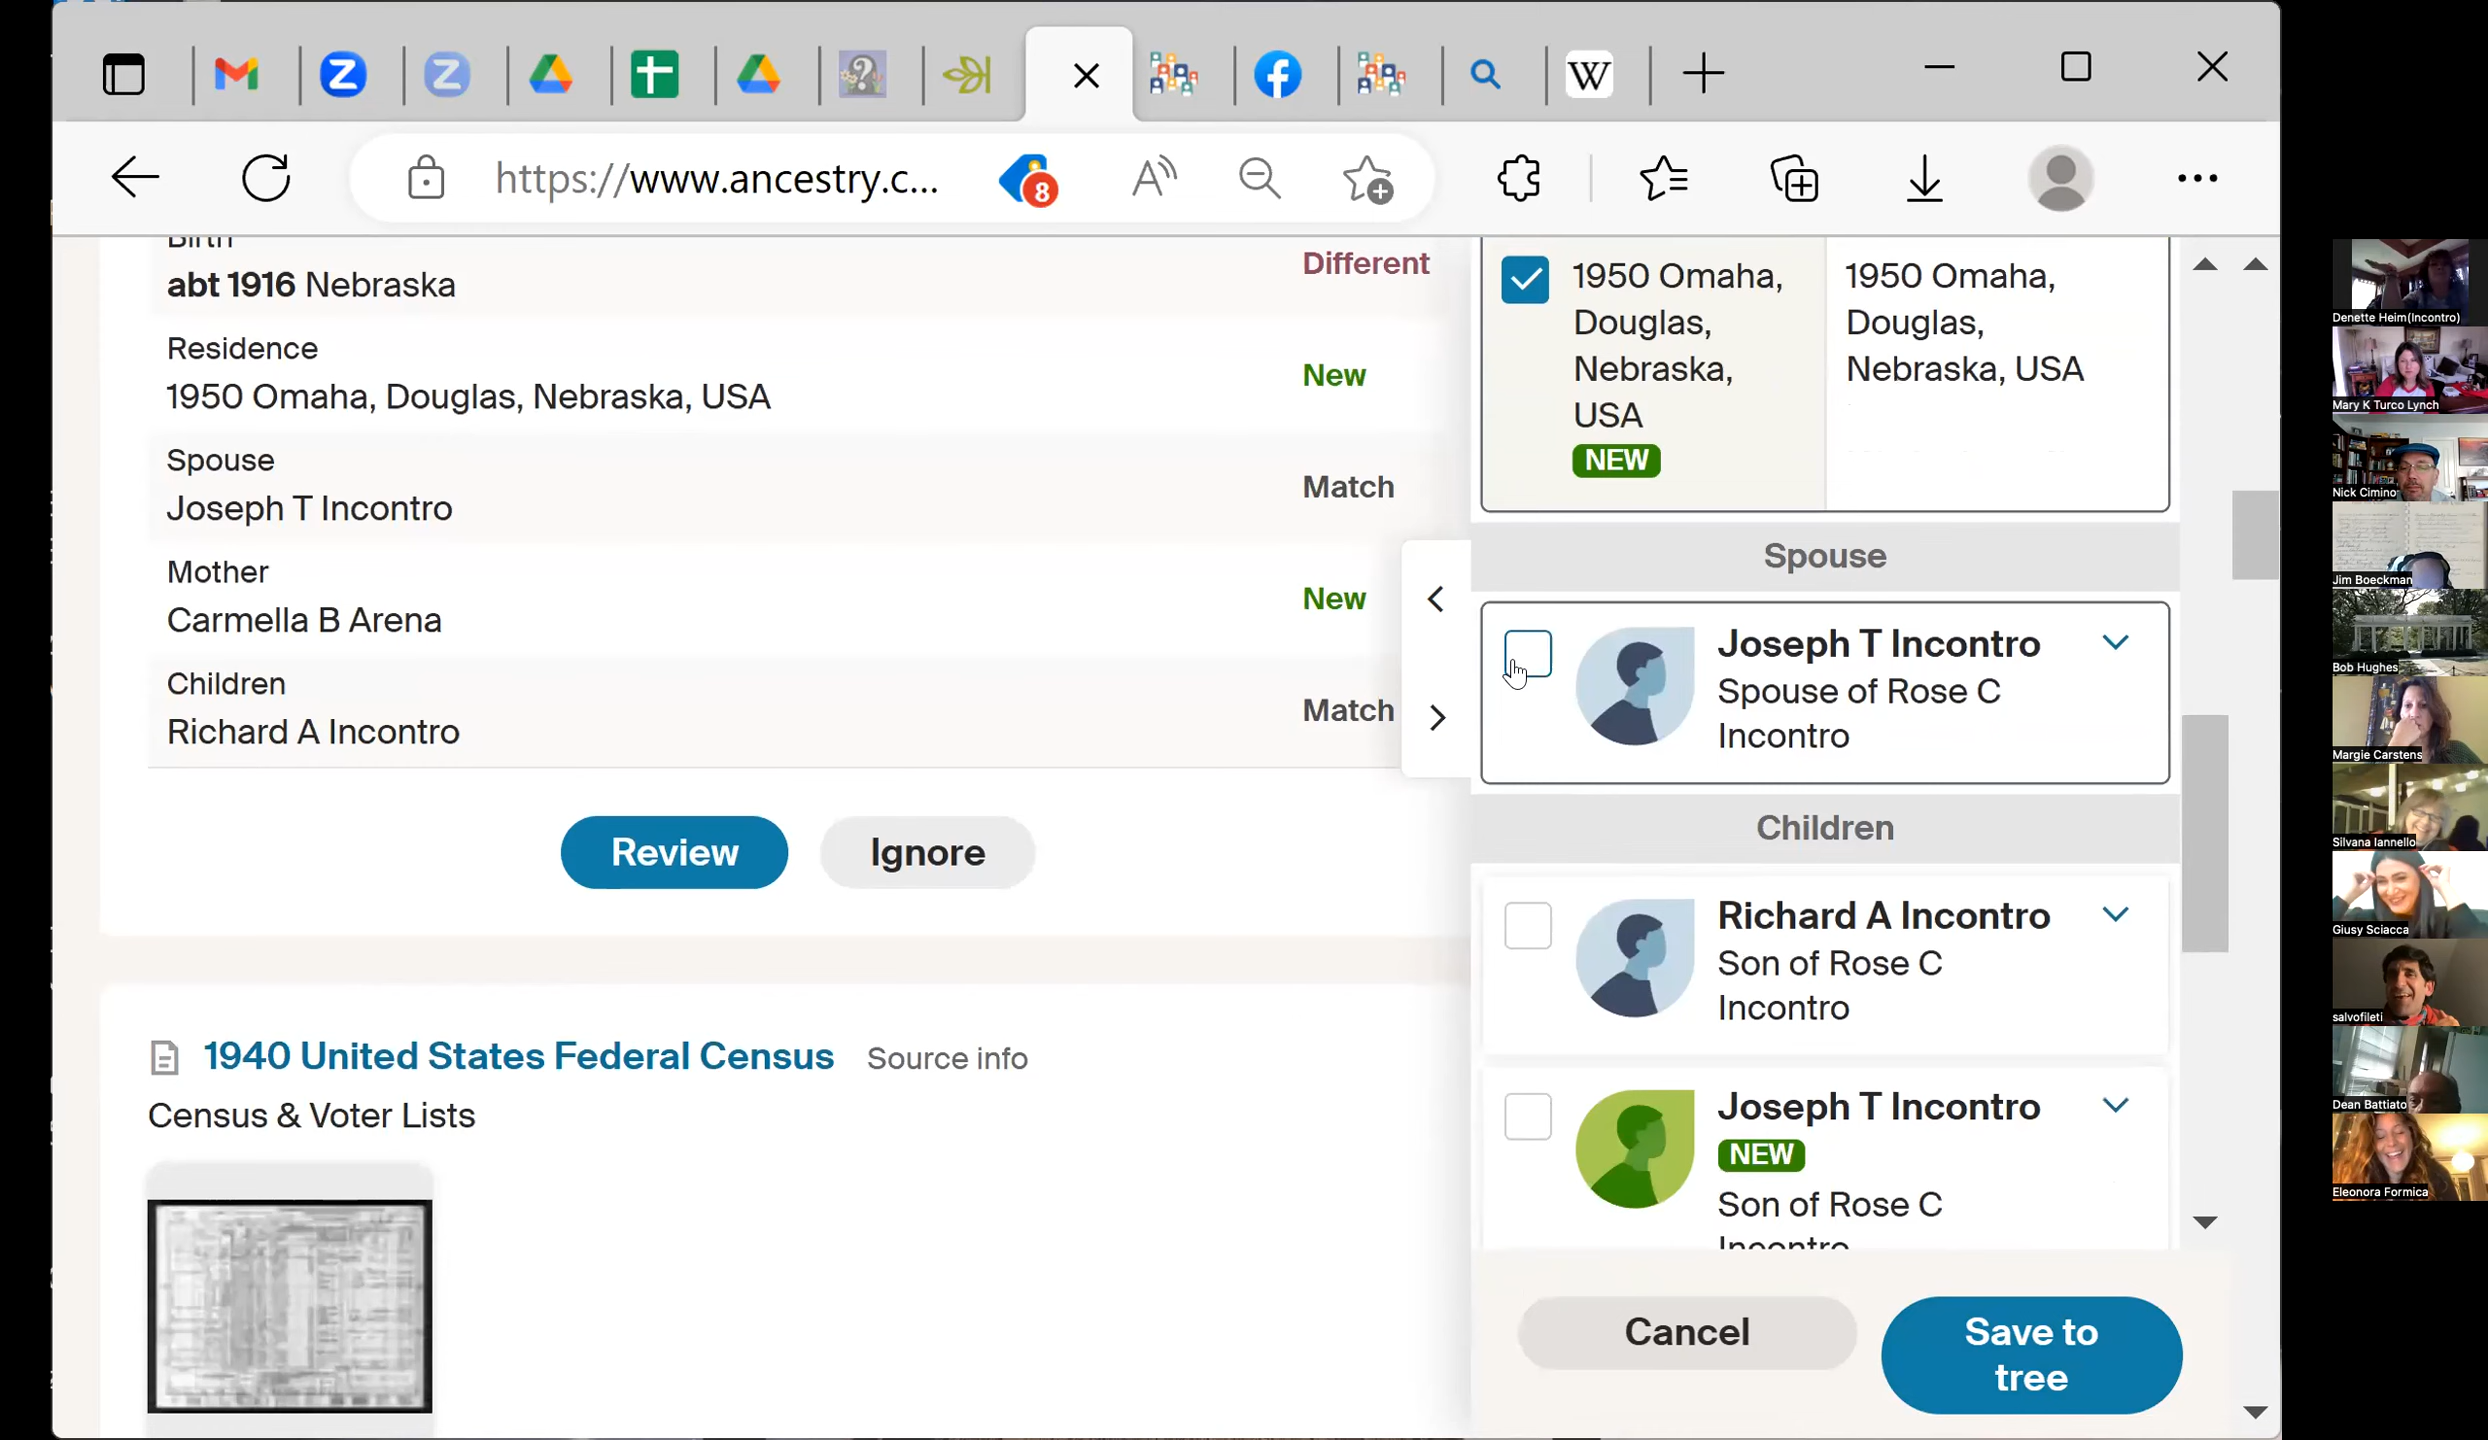 https://www.ancestry.c...
8
Birth
abt 1916 Nebraska
Different
Residence
1950 Omaha, Douglas, Nebraska, USA
New
Spouse
Joseph T Incontro
Match
Mother
Carmella B Arena
New
Children
Richard A Incontro
Match
Review
Ignore
1940 United States Federal Census
Source info
Census & Voter Lists
1950 Omaha,
Douglas,
Nebraska,
USA
NEW
1950 Omaha,
Douglas,
Nebraska, USA
Spouse
Joseph T Incontro
Spouse of Rose C
Incontro
Children
Richard A Incontro
Son of Rose C
Incontro
Joseph T Incontro
NEW
Son of Rose C
Incontro
Cancel
Save to
tree
Denette Heim(Incontro)
Mary K Turco Lynch
Nick Cimino
Jim Boeckman
Bob Hughes
Margie Carstens
Silvana Iannello
Giusy Sciacca
salvofileti
Dean Battiato
Eleonora Formica